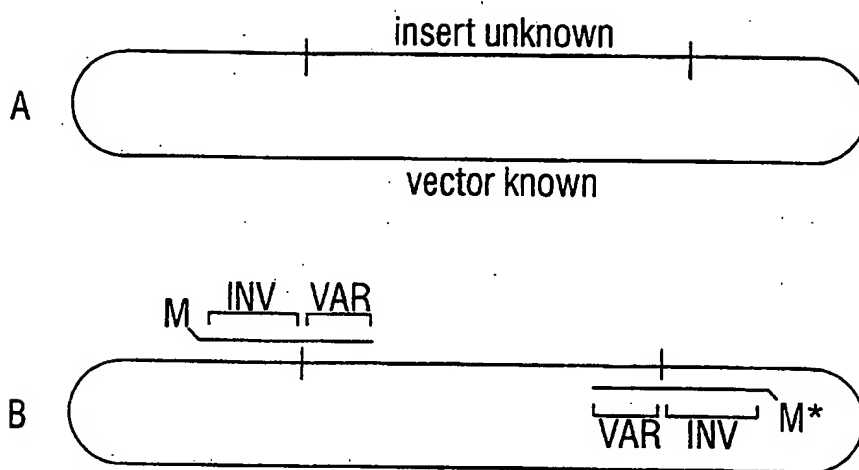 insert unknown
A
vector known
INV VAR
M
B
M*
VAR INV